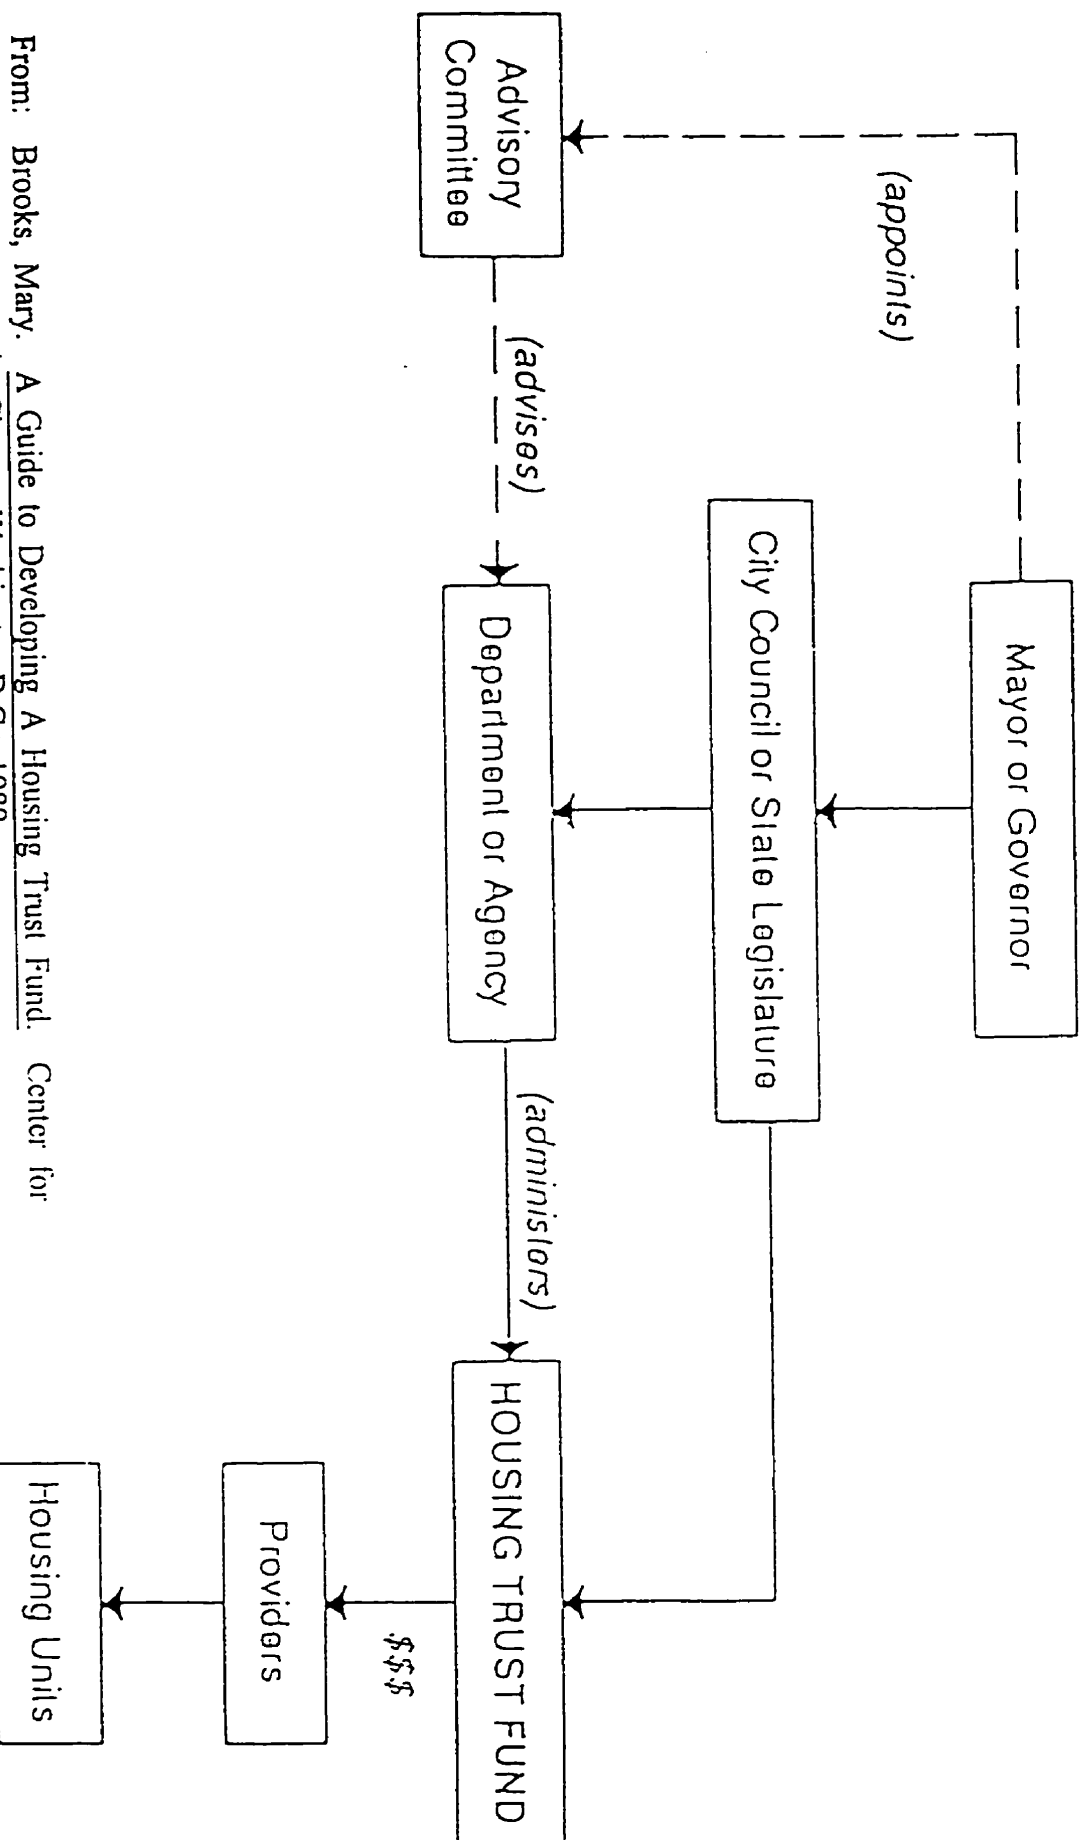 Mayor or Governor
(appoints)
City Council or State Legislature
Advisory
Committee
(advises)
Department or Agency
(administers)
HOUSING TRUST FUND
$$$
Providers
Housing Units
From: Brooks, Mary. A Guide to Developing A Housing Trust Fund. Center for